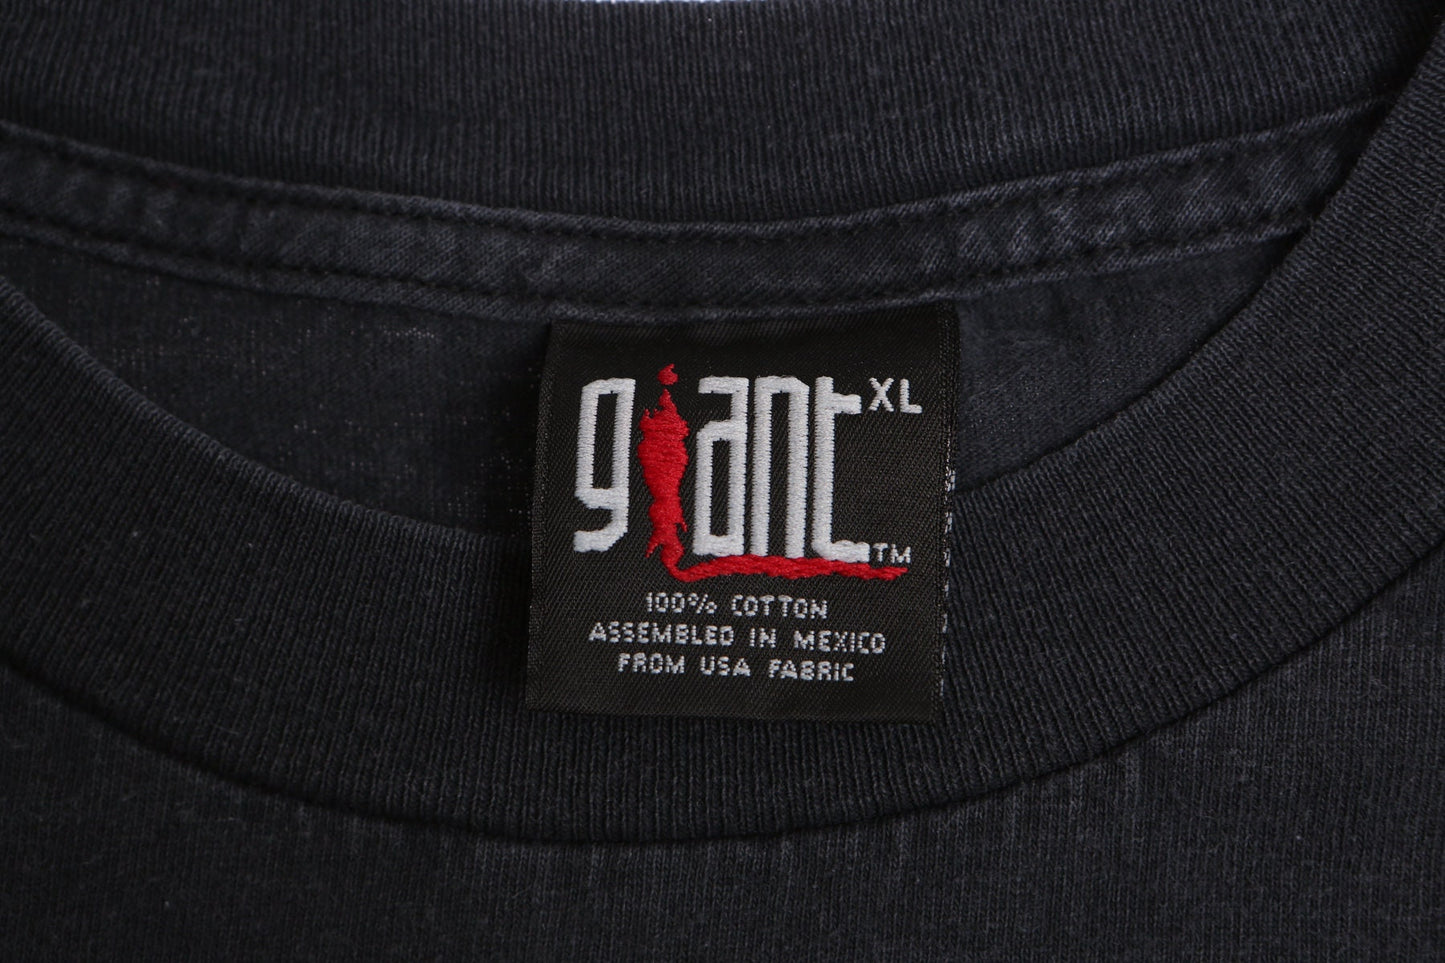 giant XL
TM
100% COTTON
ASSEMBLED IN MEXICO
FROM USA FABRIC